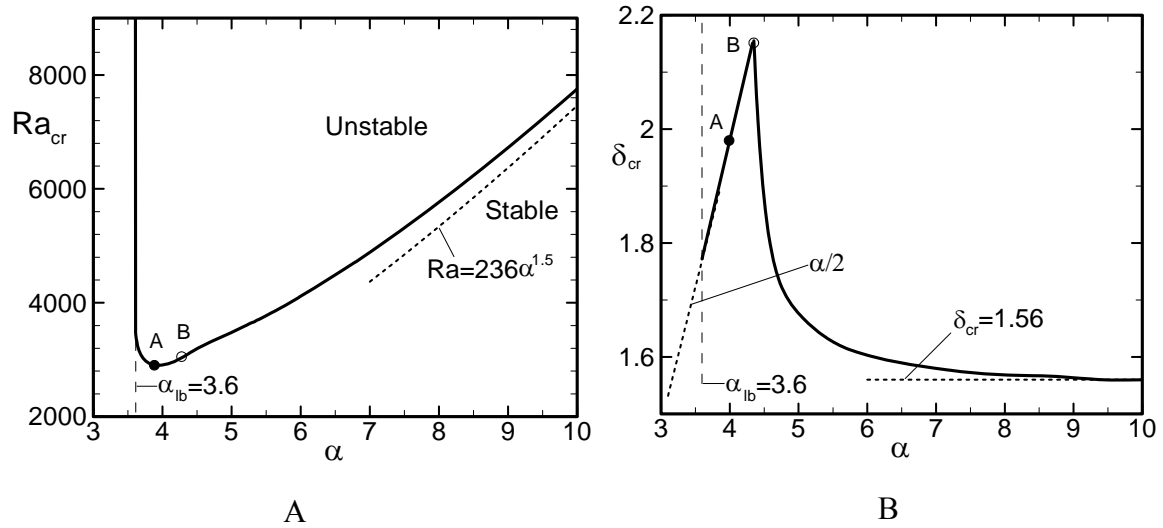 8000
6000
4000
2000
Ra_cr
Unstable
Stable
Ra=236α^1.5
A
B
α_lb=3.6
3 4 5 6 7 8 9 10
α
A
2.2
2
1.8
1.6
δ_cr
B
A
α/2
δ_cr=1.56
α_lb=3.6
3 4 5 6 7 8 9 10
α
B